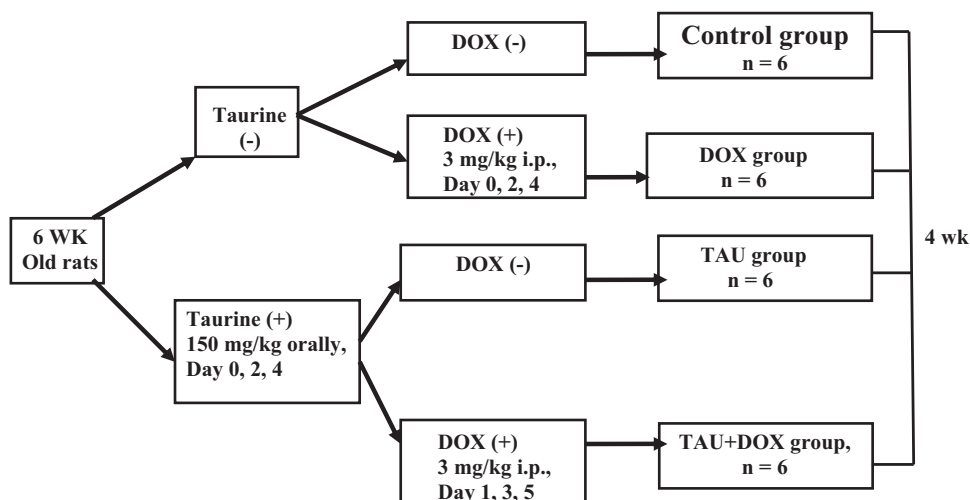 DOX (-)
Control group
n = 6
Taurine
(-)
DOX (+)
3 mg/kg i.p.,
Day 0, 2, 4
DOX group
n = 6
6 WK
Old rats
4 wk
DOX (-)
TAU group
n = 6
Taurine (+)
150 mg/kg orally,
Day 0, 2, 4
DOX (+)
3 mg/kg i.p.,
Day 1, 3, 5
TAU+DOX group,
n = 6